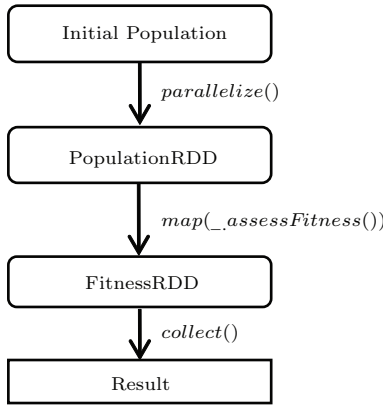 Initial Population
parallelize()
PopulationRDD
map(_.assessFitness())
FitnessRDD
collect()
Result